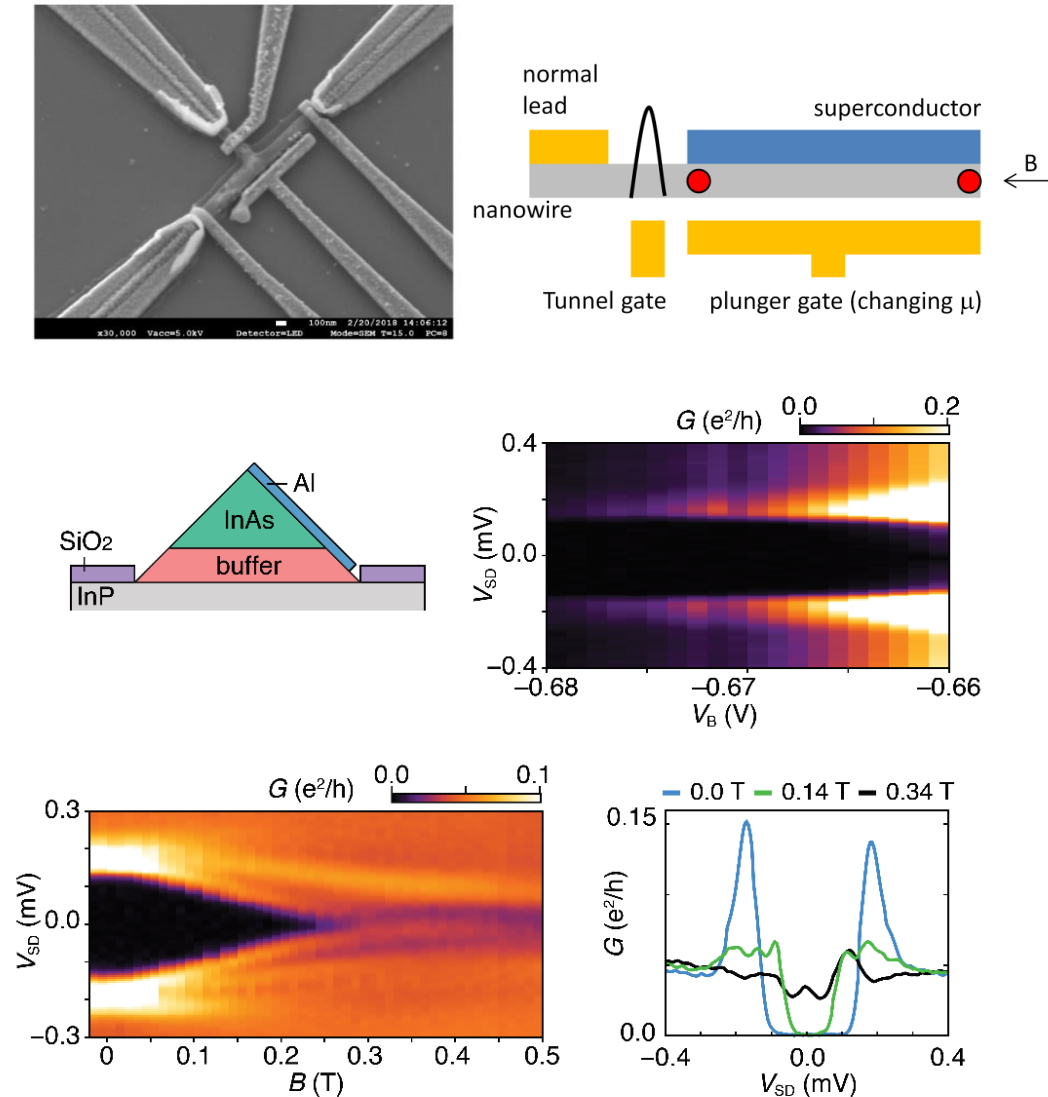 x30,000 Vacc=5.0kV Detector=LED 100nm 2/20/2018 14:06:12 Mode=SEM T=15.0 PC=8
normal
lead
superconductor
B
nanowire
Tunnel gate
plunger gate (changing μ)
Al
InAs
SiO2
buffer
InP
G (e²/h)
0.0
0.2
0.4
0.0
−0.4
VSD (mV)
−0.68
−0.67
−0.66
VB (V)
G (e²/h)
0.0
0.1
0.3
0.0
−0.3
VSD (mV)
0
0.1
0.2
0.3
0.4
0.5
B (T)
0.0 T
0.14 T
0.34 T
0.15
0.0
G (e²/h)
−0.4
0.0
0.4
VSD (mV)